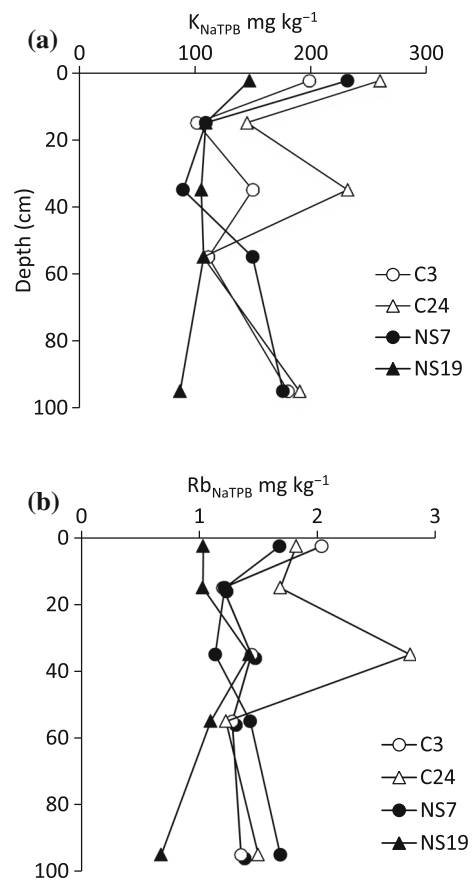 (a)
K_NaTPB mg kg⁻¹
0 100 200 300
0
20
40
60
80
100
Depth (cm)
C3
C24
NS7
NS19
(b)
Rb_NaTPB mg kg⁻¹
0 1 2 3
0
20
40
60
80
100
C3
C24
NS7
NS19